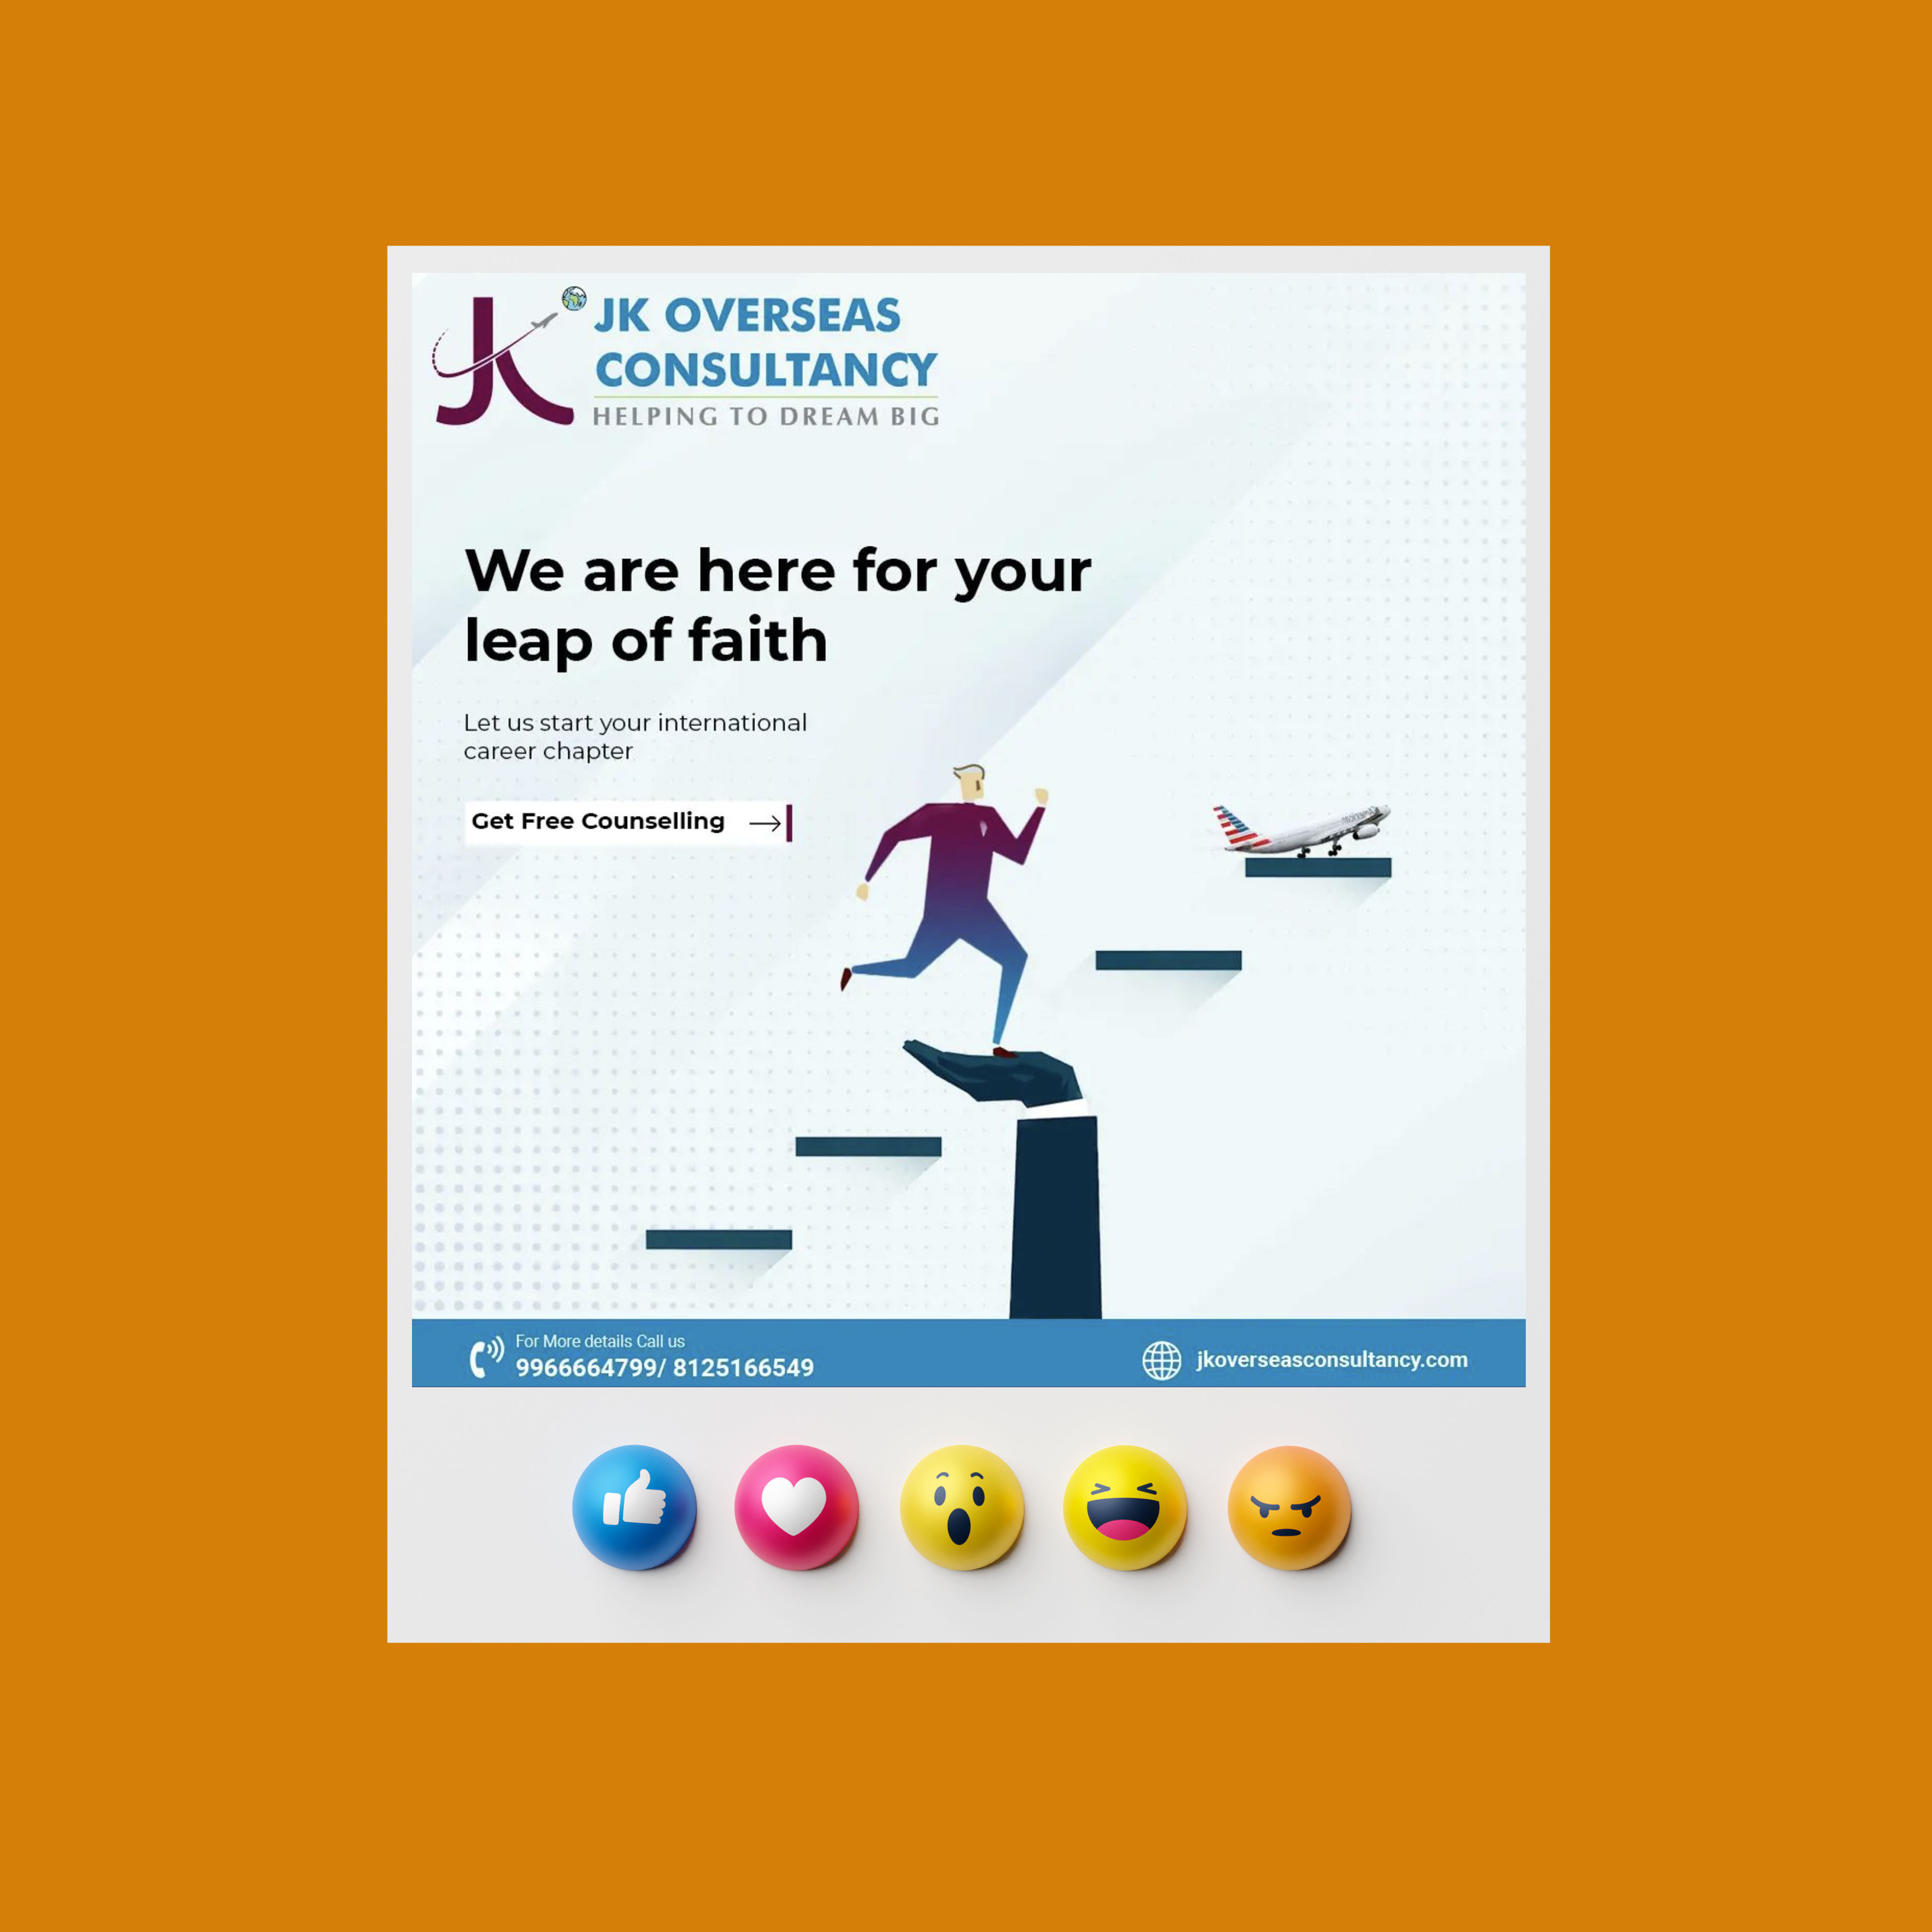 JK OVERSEAS
CONSULTANCY
HELPING TO DREAM BIG
We are here for your
leap of faith
Let us start your international
career chapter
Get Free Counselling
For More details Call us
9966664799/ 8125166549
jkoverseasconsultancy.com